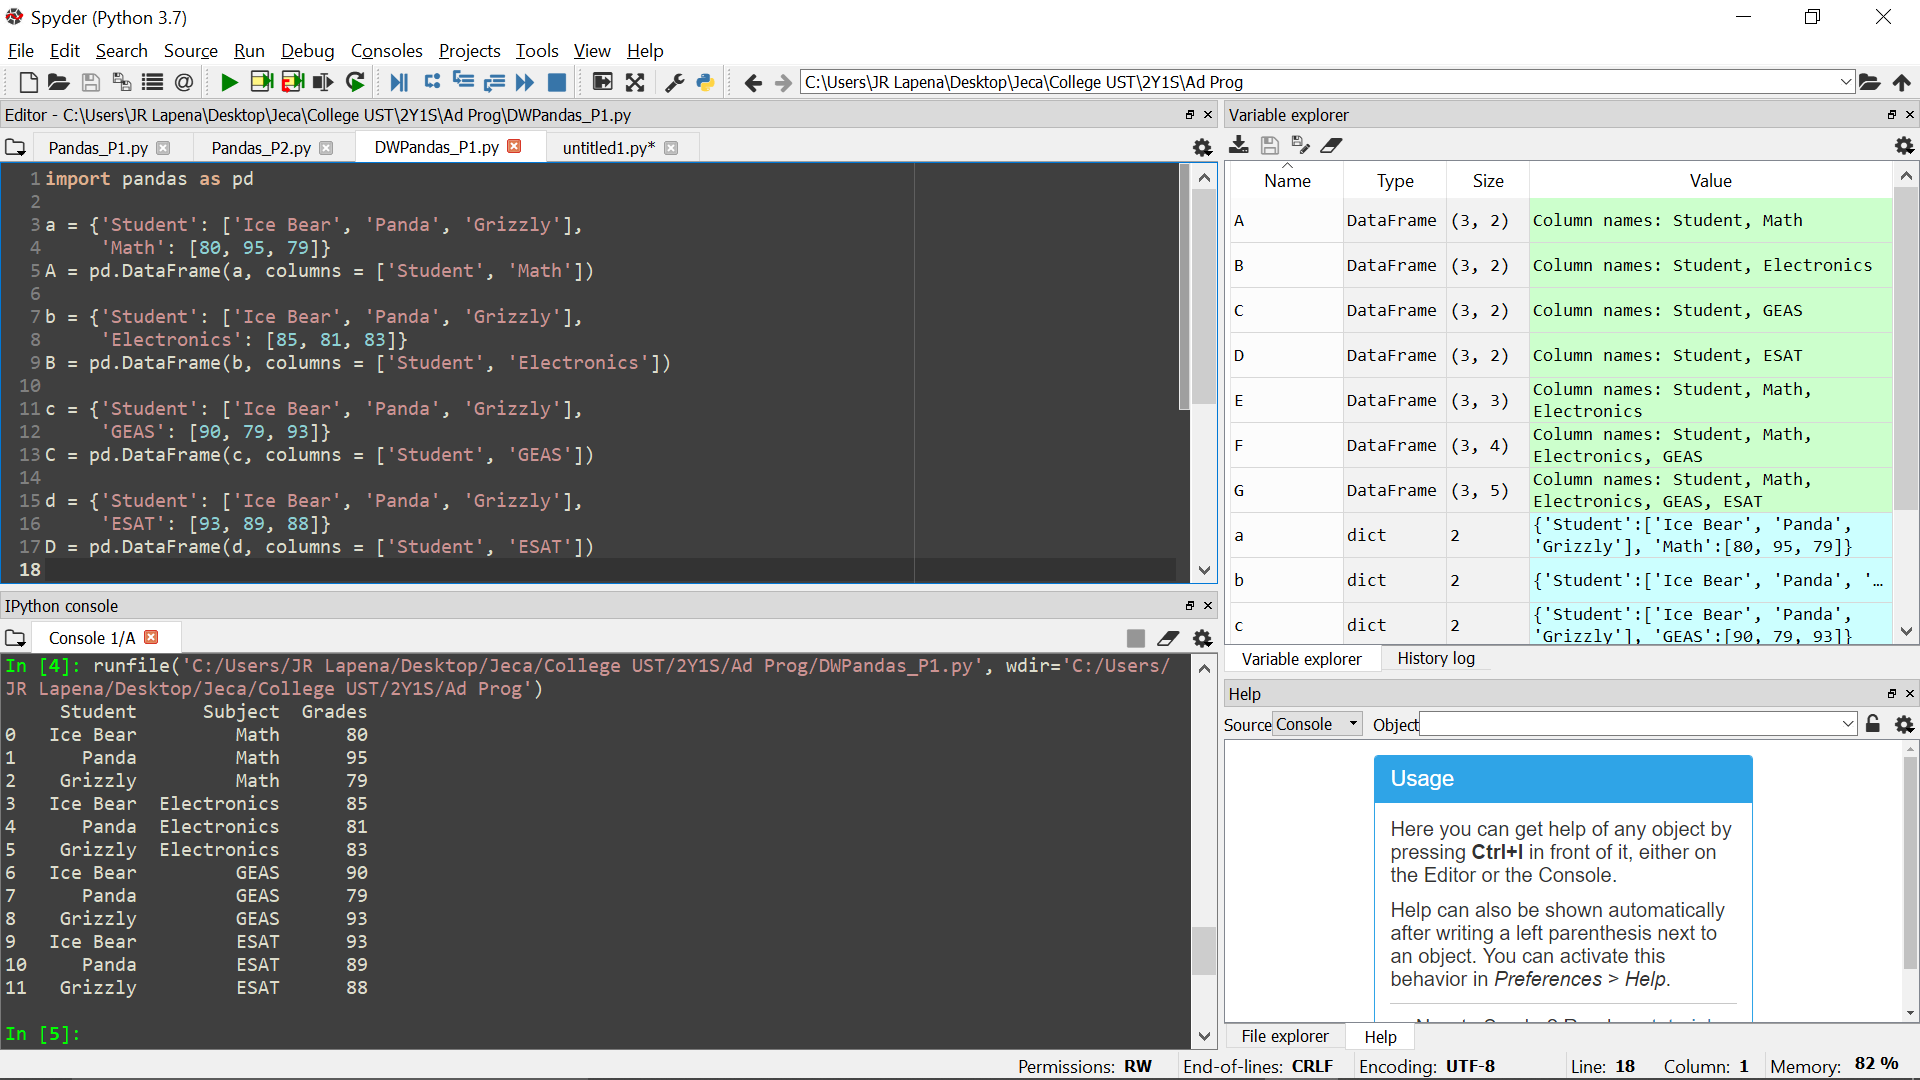 Spyder (Python 3.7)
File Edit Search Source Run Debug Consoles Projects Tools View Help
C:\Users\JR Lapena\Desktop\Jeca\College UST\2Y1S\Ad Prog
Editor - C:\Users\JR Lapena\Desktop\Jeca\College UST\2Y1S\Ad Prog\DWPandas_P1.py
Pandas_P1.py Pandas_P2.py DWPandas_P1.py untitled1.py*
1 import pandas as pd
2
3 a = {'Student': ['Ice Bear', 'Panda', 'Grizzly'],
4      'Math': [80, 95, 79]}
5 A = pd.DataFrame(a, columns = ['Student', 'Math'])
6
7 b = {'Student': ['Ice Bear', 'Panda', 'Grizzly'],
8      'Electronics': [85, 81, 83]}
9 B = pd.DataFrame(b, columns = ['Student', 'Electronics'])
10
11 c = {'Student': ['Ice Bear', 'Panda', 'Grizzly'],
12      'GEAS': [90, 79, 93]}
13 C = pd.DataFrame(c, columns = ['Student', 'GEAS'])
14
15 d = {'Student': ['Ice Bear', 'Panda', 'Grizzly'],
16      'ESAT': [93, 89, 88]}
17 D = pd.DataFrame(d, columns = ['Student', 'ESAT'])
18
IPython console
Console 1/A
In [4]: runfile('C:/Users/JR Lapena/Desktop/Jeca/College UST/2Y1S/Ad Prog/DWPandas_P1.py', wdir='C:/Users/
JR Lapena/Desktop/Jeca/College UST/2Y1S/Ad Prog')
Student Subject Grades
0 Ice Bear Math 80
1 Panda Math 95
2 Grizzly Math 79
3 Ice Bear Electronics 85
4 Panda Electronics 81
5 Grizzly Electronics 83
6 Ice Bear GEAS 90
7 Panda GEAS 79
8 Grizzly GEAS 93
9 Ice Bear ESAT 93
10 Panda ESAT 89
11 Grizzly ESAT 88
In [5]:
Variable explorer
Name Type Size Value
A DataFrame (3, 2) Column names: Student, Math
B DataFrame (3, 2) Column names: Student, Electronics
C DataFrame (3, 2) Column names: Student, GEAS
D DataFrame (3, 2) Column names: Student, ESAT
E DataFrame (3, 3) Column names: Student, Math,
Electronics
F DataFrame (3, 4) Column names: Student, Math,
Electronics, GEAS
G DataFrame (3, 5) Column names: Student, Math,
Electronics, GEAS, ESAT
a dict 2 {'Student':['Ice Bear', 'Panda',
'Grizzly'], 'Math':[80, 95, 79]}
b dict 2 {'Student':['Ice Bear', 'Panda', '...
c dict 2 {'Student':['Ice Bear', 'Panda',
'Grizzly'], 'GEAS':[90, 79, 93]}
Variable explorer History log
Help
Source Console Object
Usage
Here you can get help of any object by
pressing Ctrl+I in front of it, either on
the Editor or the Console.
Help can also be shown automatically
after writing a left parenthesis next to
an object. You can activate this
behavior in Preferences > Help.
File explorer Help
Permissions: RW End-of-lines: CRLF Encoding: UTF-8 Line: 18 Column: 1 Memory: 82 %